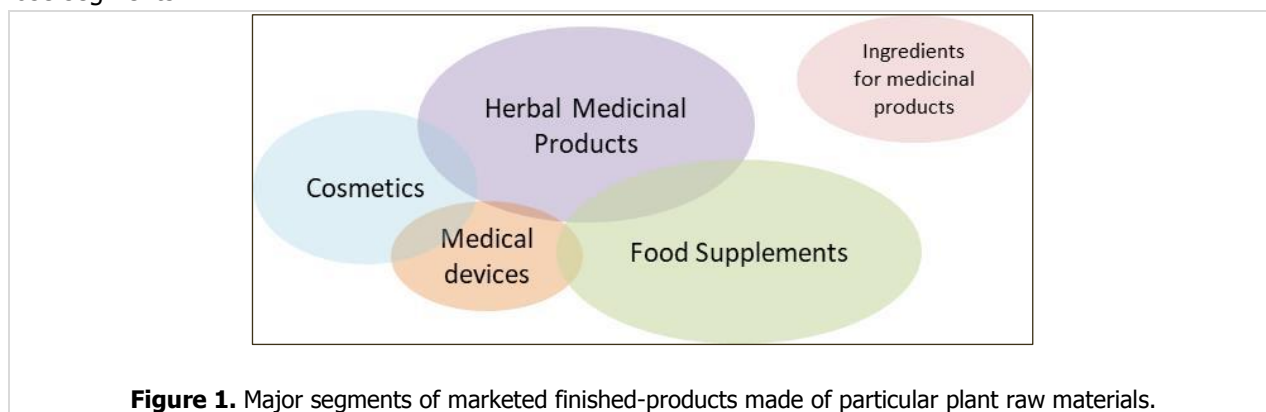 Ingredients
for medicinal
products
Herbal Medicinal
Products
Cosmetics
Medical
devices
Food Supplements
Figure 1. Major segments of marketed finished-products made of particular plant raw materials.